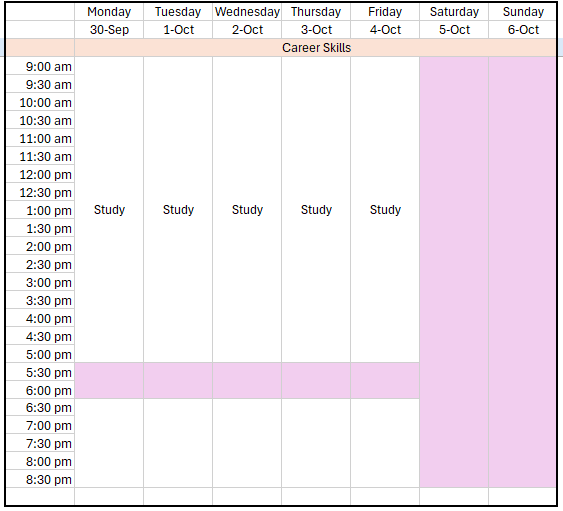 Monday Tuesday Wednesday Thursday Friday Saturday Sunday
30-Sep 1-Oct 2-Oct 3-Oct 4-Oct 5-Oct 6-Oct
Career Skills
9:00 am
9:30 am
10:00 am
10:30 am
11:00 am
11:30 am
12:00 pm
12:30 pm
1:00 pm Study Study Study Study Study
1:30 pm
2:00 pm
2:30 pm
3:00 pm
3:30 pm
4:00 pm
4:30 pm
5:00 pm
5:30 pm
6:00 pm
6:30 pm
7:00 pm
7:30 pm
8:00 pm
8:30 pm